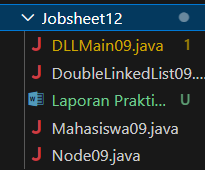 Jobsheet12
DLLMain09.java 1
DoubleLinkedList09....
Laporan Prakti... U
Mahasiswa09.java
Node09.java